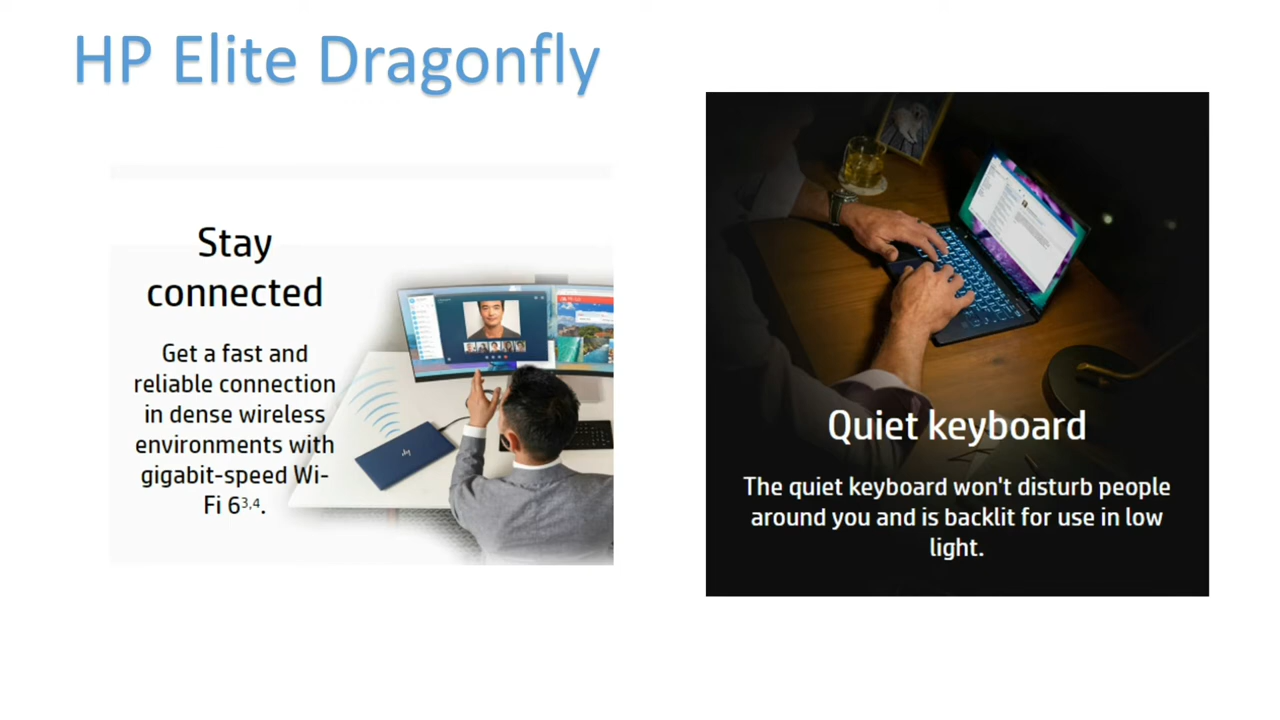 HP Elite Dragonfly
Stay
connected
Get a fast and
reliable connection
in dense wireless
environments with
gigabit-speed Wi-
Fi 6³,⁴.
Quiet keyboard
The quiet keyboard won't disturb people
around you and is backlit for use in low
light.